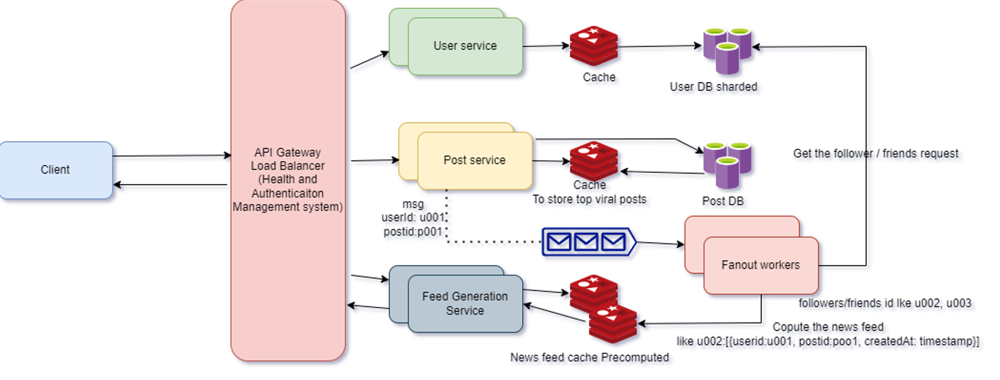 Client
API Gateway
Load Balancer
(Health and
Authenticaiton
Management system)
User service
Cache
User DB sharded
Post service
Cache
To store top viral posts
Post DB
Get the follower / friends request
msg
userId: u001
postid:p001
Fanout workers
followers/friends id lke u002, u003
Feed Generation
Service
Copute the news feed
like u002:[{userid:u001, postid:poo1, createdAt: timestamp}]
News feed cache Precomputed